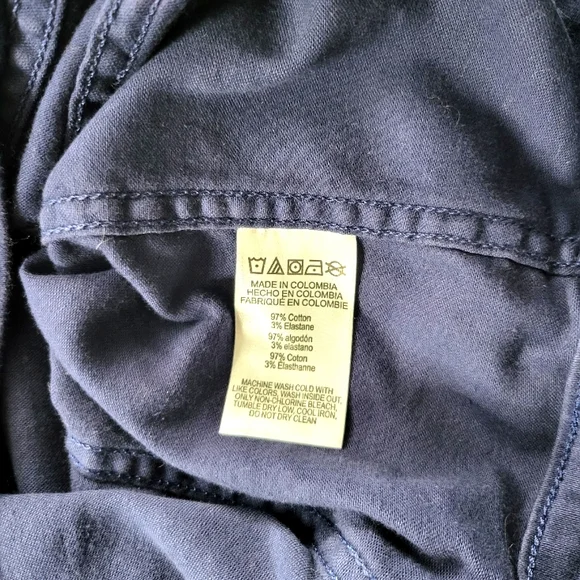 MADE IN COLOMBIA
HECHO EN COLOMBIA
FABRIQUÉ EN COLOMBIE
97% Cotton
3% Elastane
97% algodón
3% elastano
97% Coton
3% Élasthanne
MACHINE WASH COLD WITH
LIKE COLORS, WASH INSIDE OUT,
ONLY NON-CHLORINE BLEACH,
TUMBLE DRY LOW, COOL IRON,
DO NOT DRY CLEAN